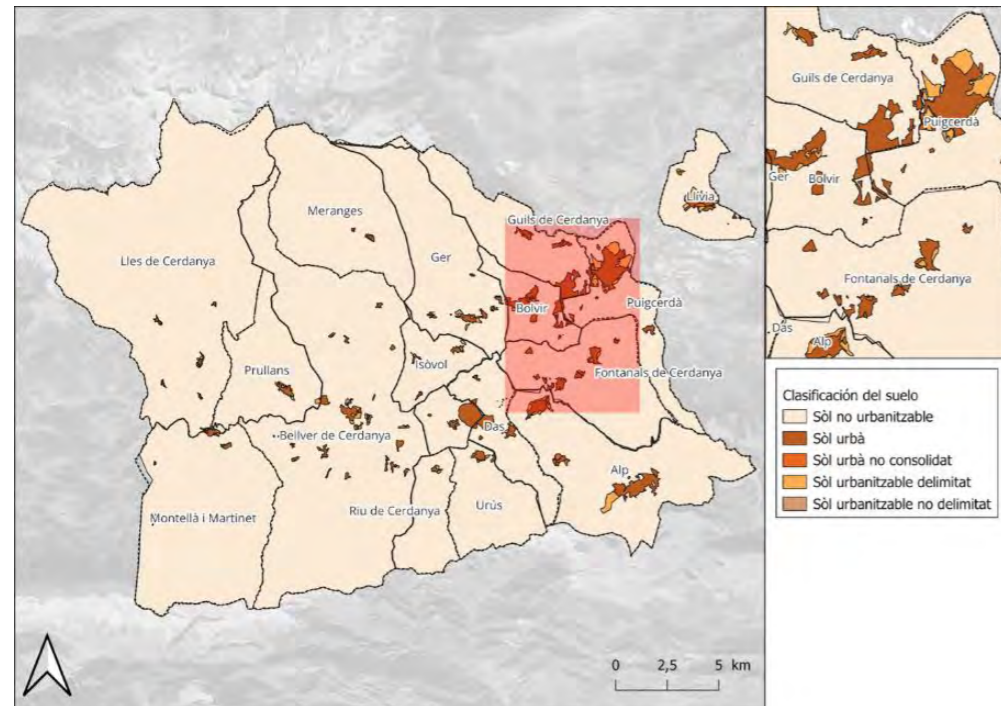 Lles de Cerdanya
Meranges
Ger
Guils de Cerdanya
Llívia
Prullans
Isòvol
Bolvir
Puigcerdà
Fontanals de Cerdanya
Bellver de Cerdanya
Das
Alp
Montellà i Martinet
Riu de Cerdanya
Urús
0 2,5 5 km
Guils de Cerdanya
Puigcerdà
Ger
Bolvir
Fontanals de Cerdanya
Das
Alp
Clasificación del suelo
Sòl no urbanitzable
Sòl urbà
Sòl urbà no consolidat
Sòl urbanitzable delimitat
Sòl urbanitzable no delimitat